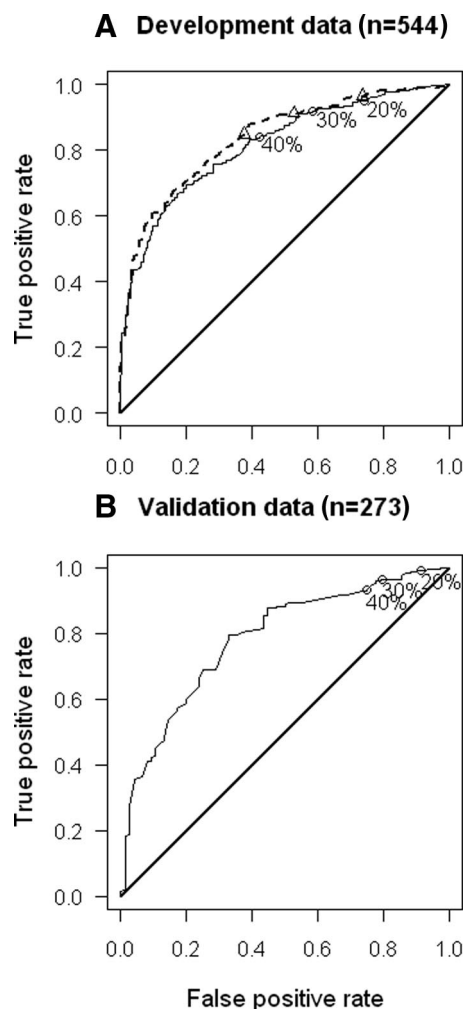 A Development data (n=544)
True positive rate
1.0
0.8
0.6
0.4
0.2
0.0
20%
30%
40%
0.0 0.2 0.4 0.6 0.8 1.0
B Validation data (n=273)
True positive rate
1.0
0.8
0.6
0.4
0.2
0.0
20%
30%
40%
0.0 0.2 0.4 0.6 0.8 1.0
False positive rate